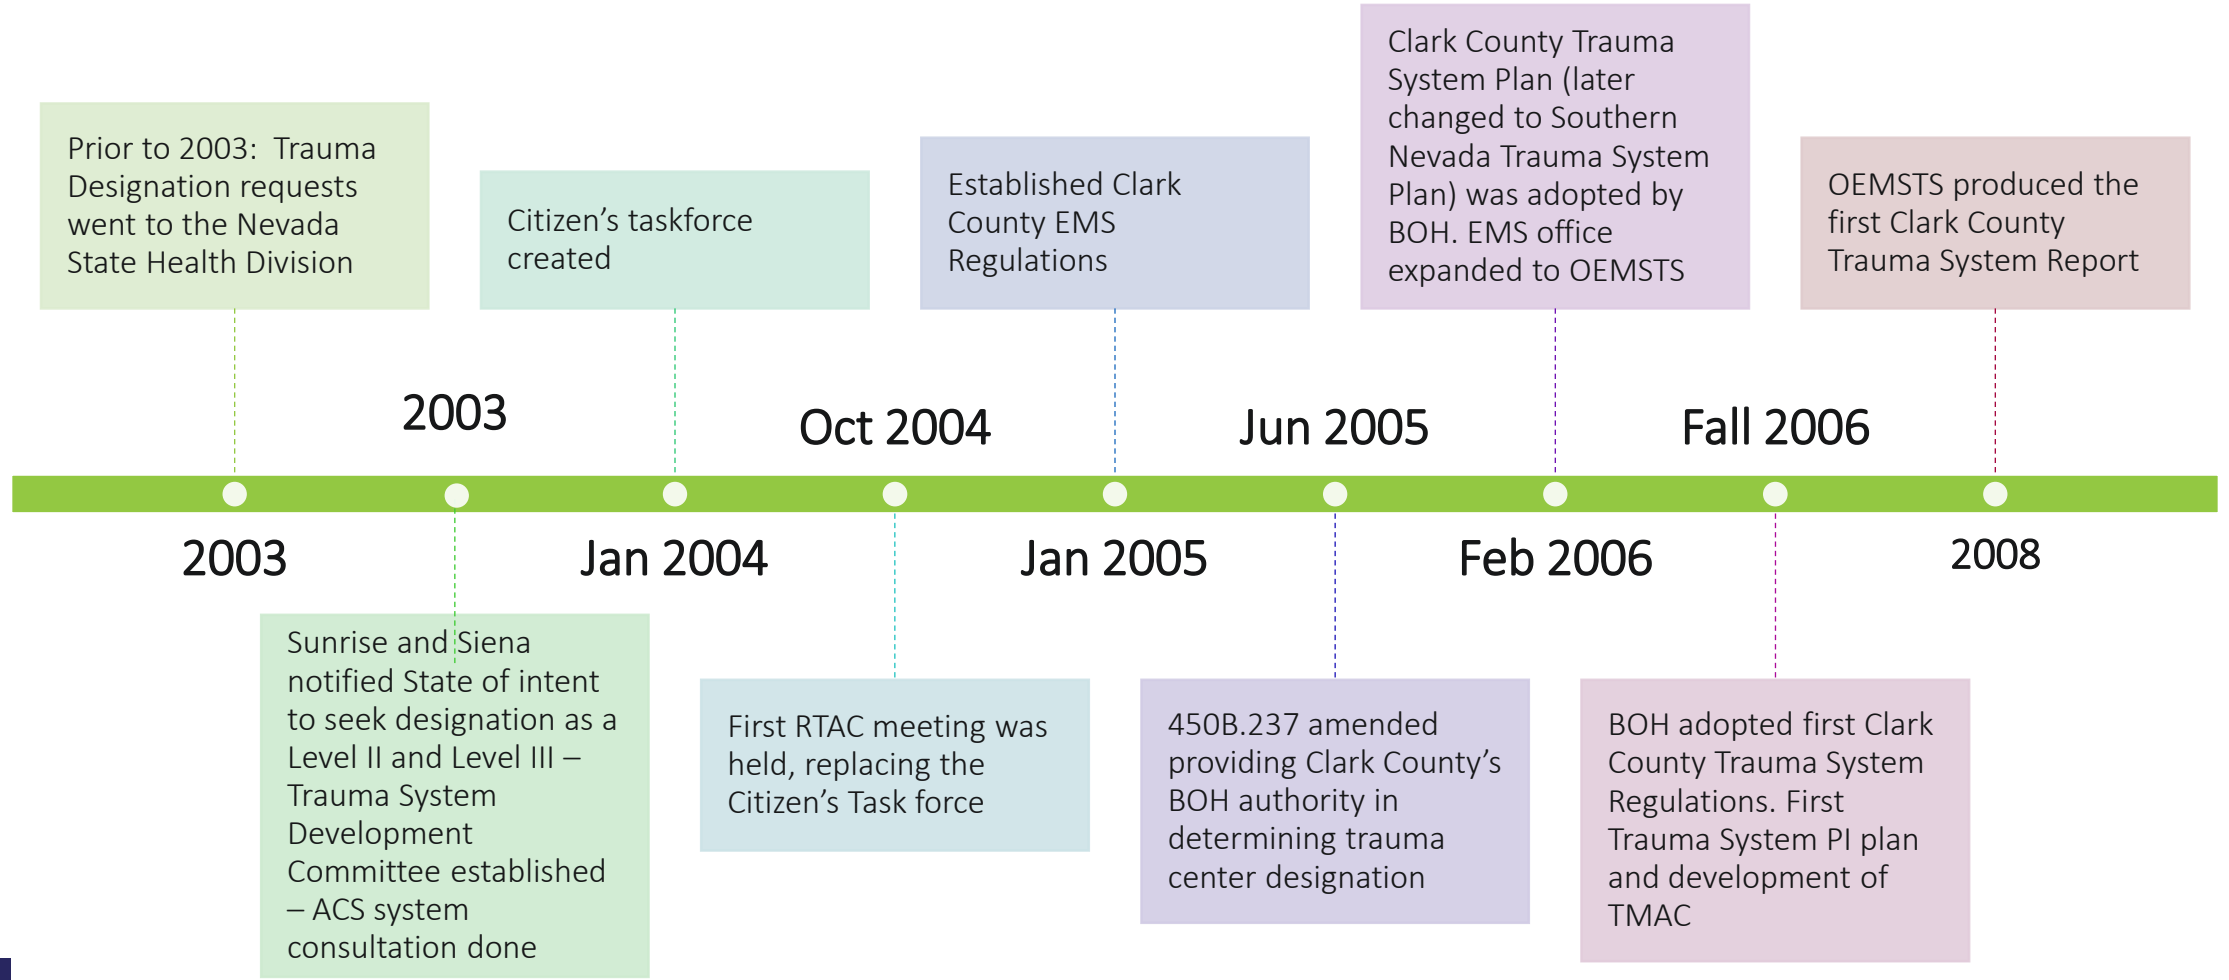 Prior to 2003:  Trauma
Designation requests
went to the Nevada
State Health Division
Citizen’s taskforce
created
Established Clark
County EMS
Regulations
Clark County Trauma
System Plan (later
changed to Southern
Nevada Trauma System
Plan) was adopted by
BOH. EMS office
expanded to OEMSTS
OEMSTS produced the
first Clark County
Trauma System Report
2003
Oct 2004
Jun 2005
Fall 2006
2003
Jan 2004
Jan 2005
Feb 2006
2008
Sunrise and Siena
notified State of intent
to seek designation as a
Level II and Level III –
Trauma System
Development
Committee established
– ACS system
consultation done
First RTAC meeting was
held, replacing the
Citizen’s Task force
450B.237 amended
providing Clark County’s
BOH authority in
determining trauma
center designation
BOH adopted first Clark
County Trauma System
Regulations. First
Trauma System PI plan
and development of
TMAC